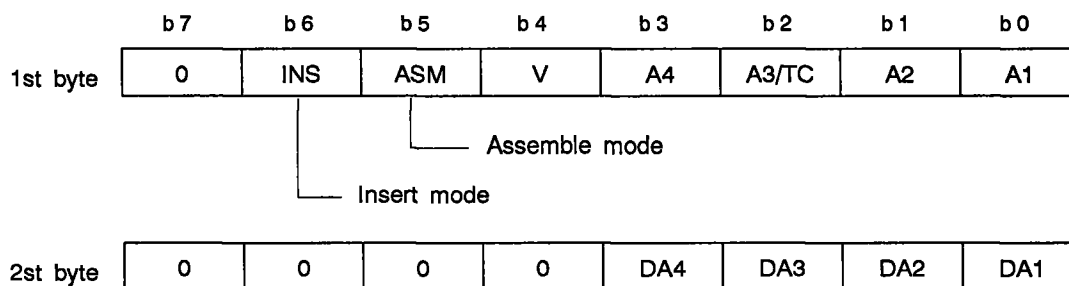 b7 b6 b5 b4 b3 b2 b1 b0
1st byte 0 INS ASM V A4 A3/TC A2 A1
Assemble mode
Insert mode
2st byte 0 0 0 0 DA4 DA3 DA2 DA1